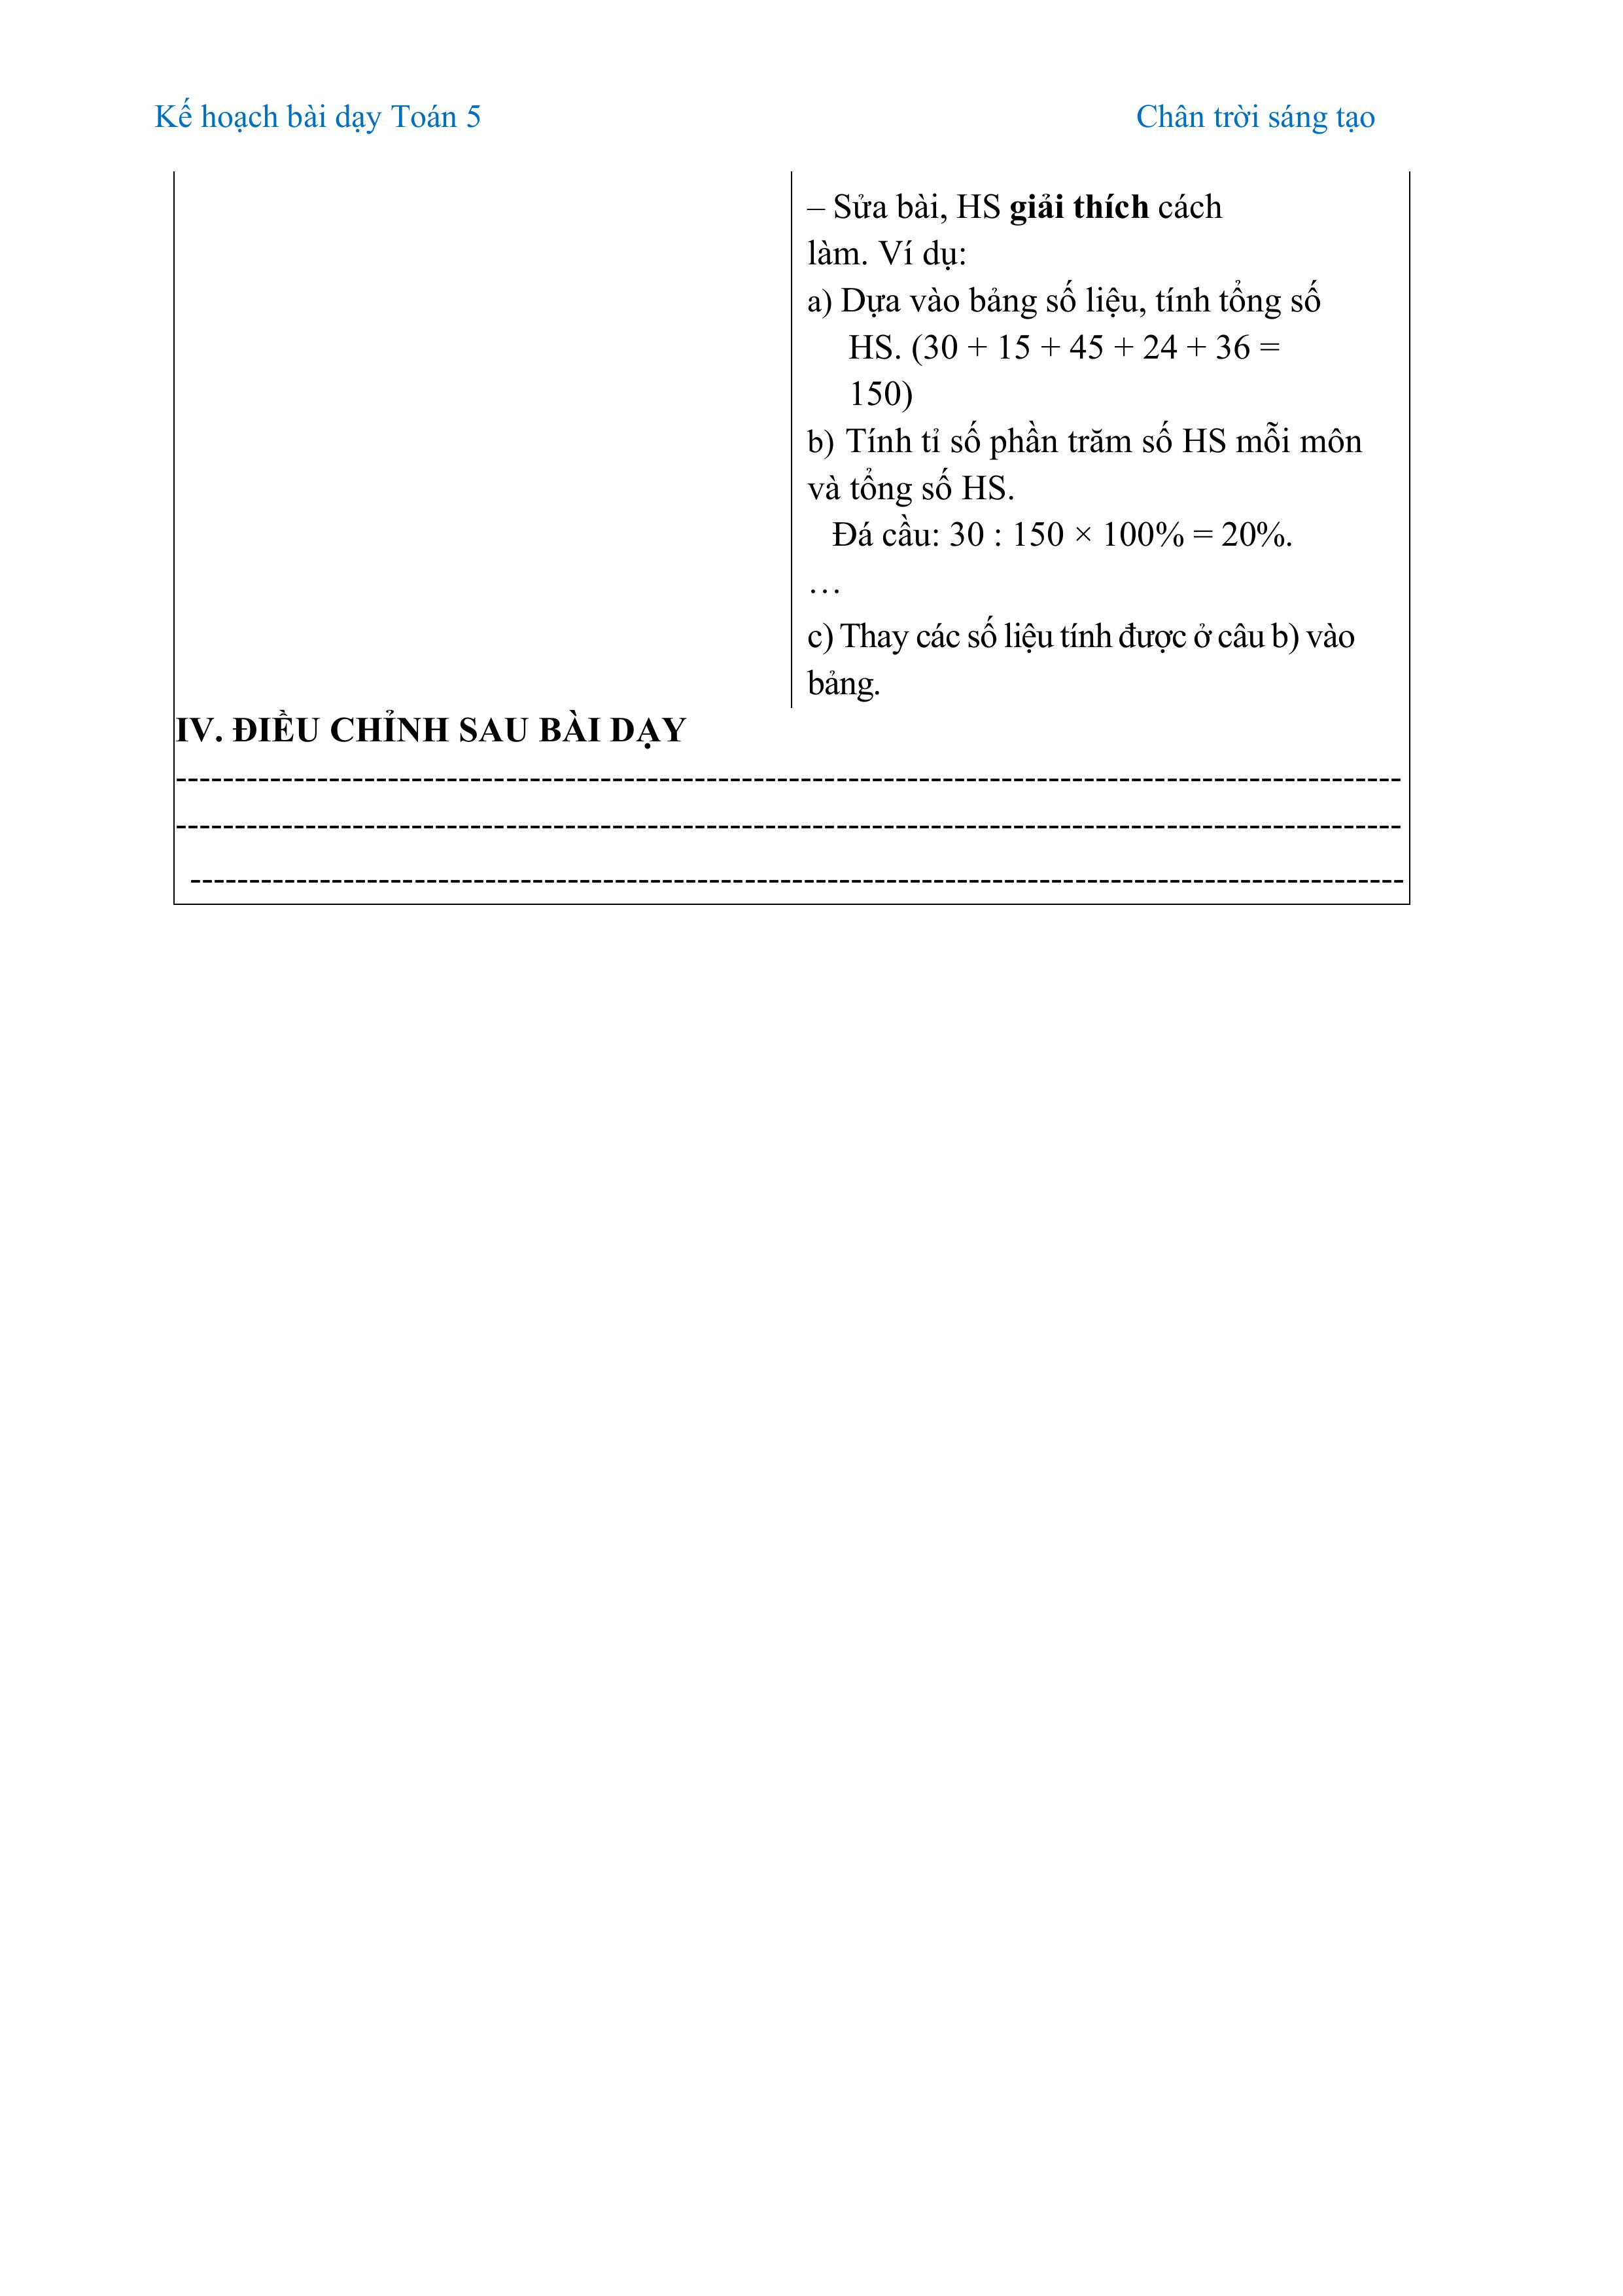 Kế hoạch bài dạy Toán 5 Chân trời sáng tạo
– Sửa bài, HS giải thích cách
làm. Ví dụ:
a) Dựa vào bảng số liệu, tính tổng số
HS. (30 + 15 + 45 + 24 + 36 =
150)
b) Tính tỉ số phần trăm số HS mỗi môn
và tổng số HS.
Đá cầu: 30 : 150 × 100% = 20%.
…
c) Thay các số liệu tính được ở câu b) vào
bảng.
IV. ĐIỀU CHỈNH SAU BÀI DẠY